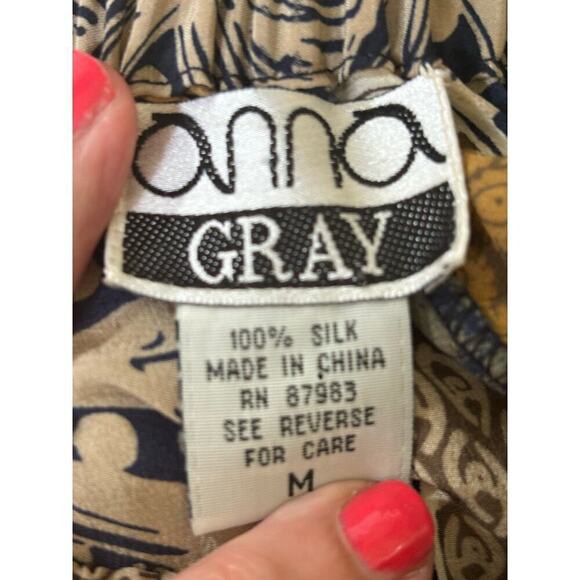 anna
GRAY
100% SILK
MADE IN CHINA
RN 87983
SEE REVERSE
FOR CARE
M